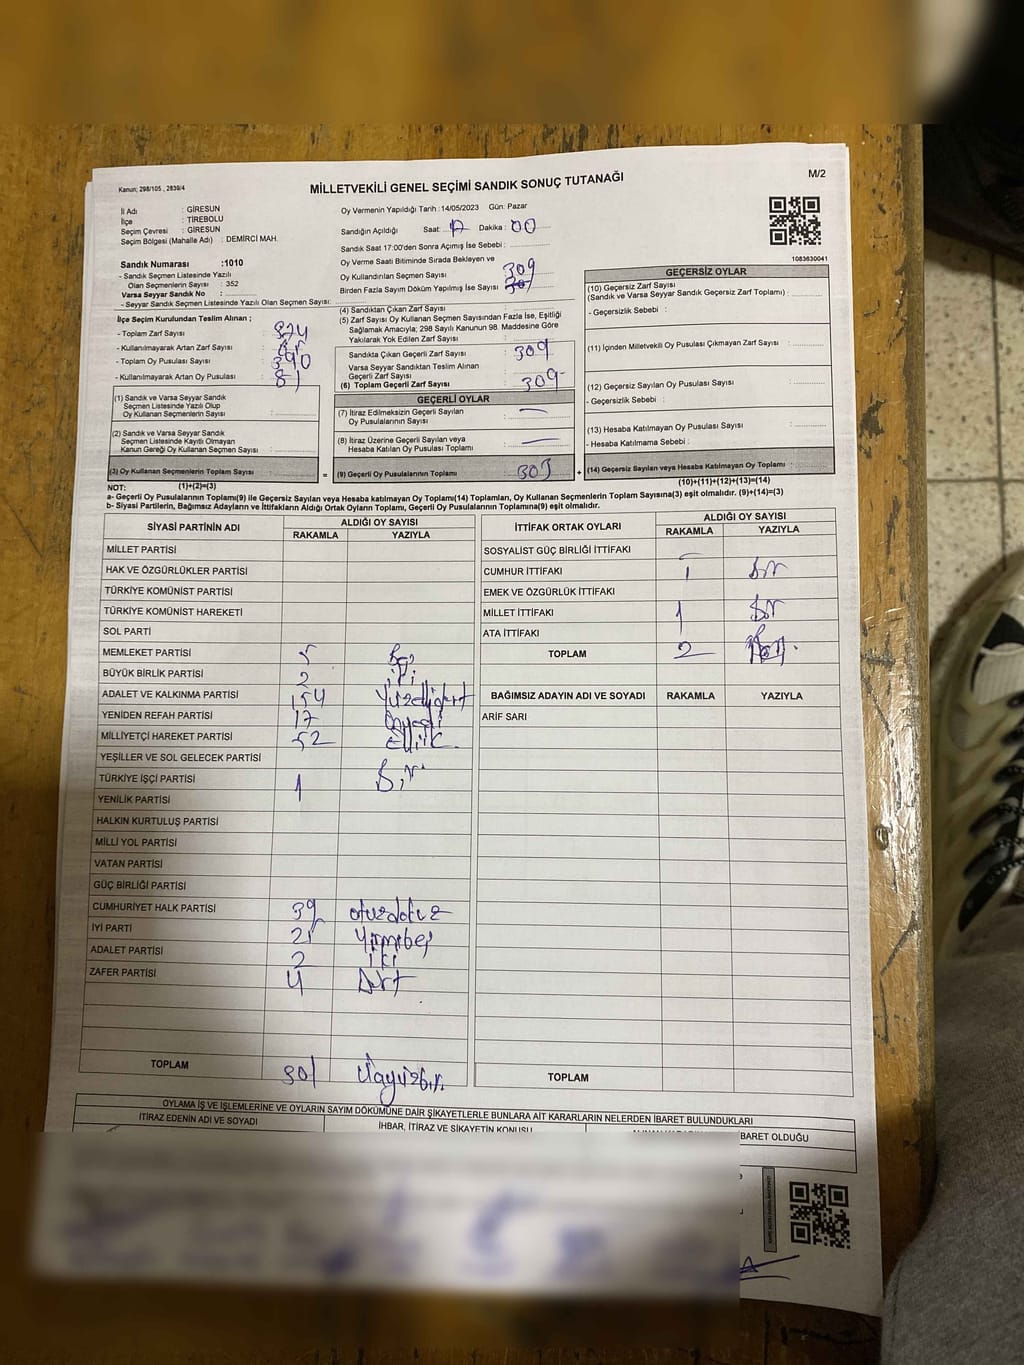 Kanun; 298/105 , 2839/4
MİLLETVEKİLİ GENEL SEÇİMİ SANDIK SONUÇ TUTANAĞI
M/2
İl Adı : GİRESUN
İlçe : TİREBOLU
Seçim Çevresi : GİRESUN
Seçim Bölgesi (Mahalle Adı) : DEMİRCİ MAH.
Sandık Numarası :1010
- Sandık Seçmen Listesinde Yazılı
Olan Seçmenlerin Sayısı : 352
Varsa Seyyar Sandık No :
- Seyyar Sandık Seçmen Listesinde Yazılı Olan Seçmen Sayısı:
Oy Vermenin Yapıldığı Tarih :14/05/2023 Gün: Pazar
Sandığın Açıldığı Saat: Dakika : 00
Sandık Saat 17:00'den Sonra Açımış İse Sebebi :
Oy Verme Saati Bitiminde Sırada Bekleyen ve
Oy Kullandırılan Seçmen Sayısı 309
Birden Fazla Sayım Döküm Yapılmış İse Sayısı
1083630041
İlçe Seçim Kurulundan Teslim Alınan ;
- Toplam Zarf Sayısı : 374
- Kullanılmayarak Artan Zarf Sayısı :
- Toplam Oy Pusulası Sayısı : 390
- Kullanılmayarak Artan Oy Pusulası : 81
(1) Sandık ve Varsa Seyyar Sandık
Seçmen Listesinde Yazılı Olup
Oy Kullanan Seçmenlerin Sayısı :
(2) Sandık ve Varsa Seyyar Sandık
Seçmen Listesinde Kayıtlı Olmayan
Kanun Gereği Oy Kullanan Seçmen Sayısı :
(3) Oy Kullanan Seçmenlerin Toplam Sayısı
(4) Sandıktan Çıkan Zarf Sayısı
(5) Zarf Sayısı Oy Kullanan Seçmen Sayısından Fazla İse, Eşitliği
Sağlamak Amacıyla; 298 Sayılı Kanunun 98. Maddesine Göre
Yakılarak Yok Edilen Zarf Sayısı
Sandıkta Çıkan Geçerli Zarf Sayısı : 309
Varsa Seyyar Sandıktan Teslim Alınan
Geçerli Zarf Sayısı
(6) Toplam Geçerli Zarf Sayısı : 309
GEÇERLİ OYLAR
(7) İtiraz Edilmeksizin Geçerli Sayılan
Oy Pusulasının Sayısı :
(8) İtiraz Üzerine Geçerli Sayılan veya
Hesaba Katılan Oy Pusulası Toplamı :
= (9) Geçerli Oy Pusulalarının Toplamı 303 +
GEÇERSİZ OYLAR
(10) Geçersiz Zarf Sayısı
(Sandık ve Varsa Seyyar Sandık Geçersiz Zarf Toplamı) :
- Geçersizlik Sebebi :
(11) İçinden Milletvekili Oy Pusulası Çıkmayan Zarf Sayısı :
(12) Geçersiz Sayılan Oy Pusulası Sayısı :
- Geçersizlik Sebebi :
(13) Hesaba Katılmayan Oy Pusulası Sayısı :
- Hesaba Katılmama Sebebi :
(14) Geçersiz Sayılan veya Hesaba Katılmayan Oy Toplamı :
NOT: (1)+(2)=(3)
(10)+(11)+(12)+(13)=(14)
a- Geçerli Oy Pusulalarının Toplamı(9) ile Geçersiz Sayılan veya Hesaba katılmayan Oy Toplamı(14) Toplamları, Oy Kullanan Seçmenlerin Toplam Sayısına(3) eşit olmalıdır. (9)+(14)=(3)
b- Siyasi Partilerin, Bağımsız Adayların ve İttifakların Aldığı Ortak Oyların Toplamı, Geçerli Oy Pusulalarının Toplamına(9) eşit olmalıdır.
SİYASİ PARTİNİN ADI ALDIĞI OY SAYISI
RAKAMLA YAZIYLA
MİLLET PARTİSİ
HAK VE ÖZGÜRLÜKLER PARTİSİ
TÜRKİYE KOMÜNİST PARTİSİ
TÜRKİYE KOMÜNİST HAREKETİ
SOL PARTİ
MEMLEKET PARTİSİ 5 Beş
BÜYÜK BİRLİK PARTİSİ 2 iki
ADALET VE KALKINMA PARTİSİ 154 Yüzellidört
YENİDEN REFAH PARTİSİ 17 Onyedi
MİLLİYETÇİ HAREKET PARTİSİ 52
YEŞİLLER VE SOL GELECEK PARTİSİ
TÜRKİYE İŞÇİ PARTİSİ 1 Bir
YENİLİK PARTİSİ
HALKIN KURTULUŞ PARTİSİ
MİLLİ YOL PARTİSİ
VATAN PARTİSİ
GÜÇ BİRLİĞİ PARTİSİ
CUMHURİYET HALK PARTİSİ 39 otuzdokuz
İYİ PARTİ 25 Yirmibeş
ADALET PARTİSİ 2 iki
ZAFER PARTİSİ 4 Dört
TOPLAM 301 Üçyüzbir
İTTİFAK ORTAK OYLARI ALDIĞI OY SAYISI
RAKAMLA YAZIYLA
SOSYALİST GÜÇ BİRLİĞİ İTTİFAKI
CUMHUR İTTİFAKI 1 Bir
EMEK VE ÖZGÜRLÜK İTTİFAKI
MİLLET İTTİFAKI 1 Bir
ATA İTTİFAKI
TOPLAM 2
BAĞIMSIZ ADAYIN ADI VE SOYADI RAKAMLA YAZIYLA
ARİF SARI
TOPLAM
OYLAMA İŞ VE İŞLEMLERİNE VE OYLARIN SAYIM DÖKÜMÜNE DAİR ŞİKAYETLERLE BUNLARA AİT KARARLARIN NELERDEN İBARET BULUNDUKLARI
İTİRAZ EDENİN ADI VE SOYADI İHBAR, İTİRAZ VE ŞİKAYETİN KONUSU BARET OLDUĞU